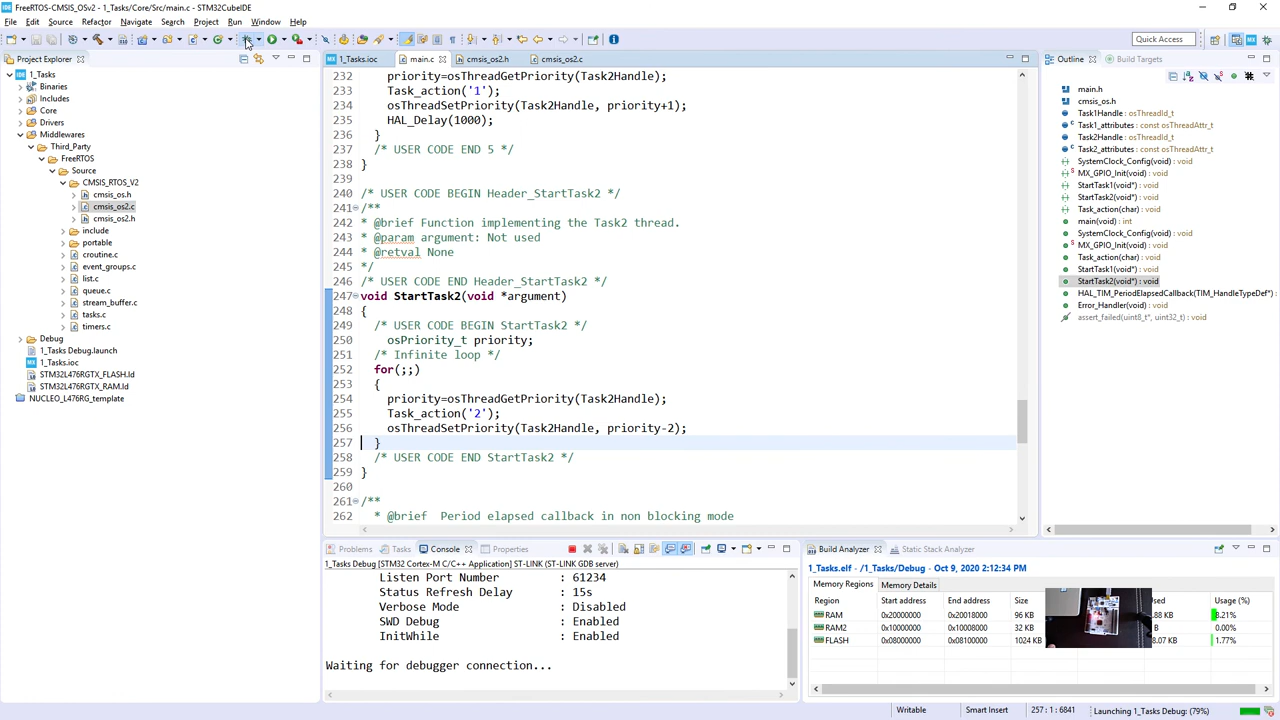 FreeRTOS-CMSIS_OSv2 - 1_Tasks/Core/Src/main.c - STM32CubeIDE
File Edit Source Refactor Navigate Search Project Run Window Help
Quick Access
Project Explorer
1_Tasks
Binaries
Includes
Core
Drivers
Middlewares
Third_Party
FreeRTOS
Source
CMSIS_RTOS_V2
cmsis_os.h
cmsis_os2.c
cmsis_os2.h
include
portable
croutine.c
event_groups.c
list.c
queue.c
stream_buffer.c
tasks.c
timers.c
Debug
1_Tasks Debug.launch
1_Tasks.ioc
STM32L476RGTX_FLASH.ld
STM32L476RGTX_RAM.ld
NUCLEO_L476RG_template
1_Tasks.ioc main.c cmsis_os2.h cmsis_os2.c
232 priority=osThreadGetPriority(Task2Handle);
233 Task_action('1');
234 osThreadSetPriority(Task2Handle, priority+1);
235 HAL_Delay(1000);
236 }
237 /* USER CODE END 5 */
238 }
239
240 /* USER CODE BEGIN Header_StartTask2 */
241 /**
242 * @brief Function implementing the Task2 thread.
243 * @param argument: Not used
244 * @retval None
245 */
246 /* USER CODE END Header_StartTask2 */
247 void StartTask2(void *argument)
248 {
249 /* USER CODE BEGIN StartTask2 */
250 osPriority_t priority;
251 /* Infinite loop */
252 for(;;)
253 {
254 priority=osThreadGetPriority(Task2Handle);
255 Task_action('2');
256 osThreadSetPriority(Task2Handle, priority-2);
257 }
258 /* USER CODE END StartTask2 */
259 }
260
261 /**
262 * @brief Period elapsed callback in non blocking mode
Outline Build Targets
main.h
cmsis_os.h
Task1Handle : osThreadId_t
Task1_attributes : const osThreadAttr_t
Task2Handle : osThreadId_t
Task2_attributes : const osThreadAttr_t
SystemClock_Config(void) : void
MX_GPIO_Init(void) : void
StartTask1(void*) : void
StartTask2(void*) : void
Task_action(char) : void
main(void) : int
SystemClock_Config(void) : void
MX_GPIO_Init(void) : void
Task_action(char) : void
StartTask1(void*) : void
StartTask2(void*) : void
HAL_TIM_PeriodElapsedCallback(TIM_HandleTypeDef*) :
Error_Handler(void) : void
assert_failed(uint8_t*, uint32_t) : void
Problems Tasks Console Properties
1_Tasks Debug [STM32 Cortex-M C/C++ Application] ST-LINK (ST-LINK GDB server)
Listen Port Number : 61234
Status Refresh Delay : 15s
Verbose Mode : Disabled
SWD Debug : Enabled
InitWhile : Enabled
Waiting for debugger connection...
Build Analyzer Static Stack Analyzer
1_Tasks.elf - /1_Tasks/Debug - Oct 9, 2020 2:12:34 PM
Memory Regions Memory Details
Region Start address End address Size Usage (%)
RAM 0x20000000 0x20018000 96 KB 8.21%
RAM2 0x10000000 0x10008000 32 KB 0.00%
FLASH 0x08000000 0x08100000 1024 KB 1.77%
Writable Smart Insert 257 : 1 : 6841 Launching 1_Tasks Debug: (79%)